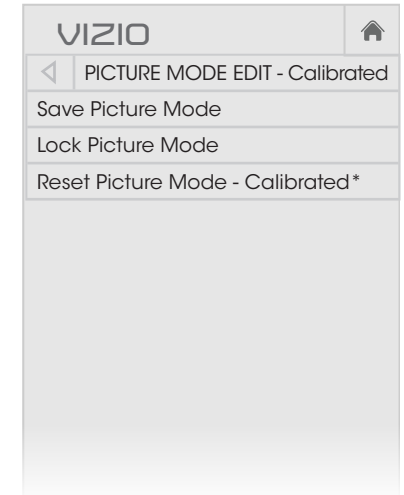 VIZIO
PICTURE MODE EDIT - Calibrated
Save Picture Mode
Lock Picture Mode
Reset Picture Mode - Calibrated*